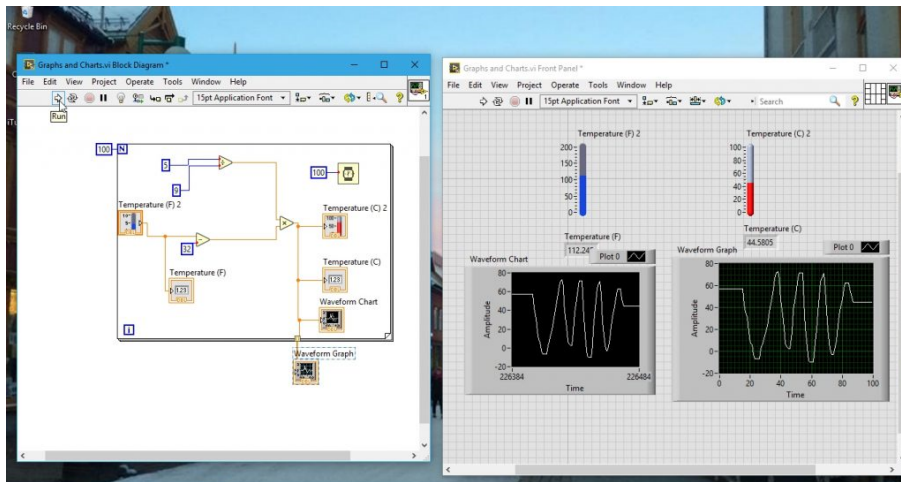 Recycle Bin
Graphs and Charts.vi Block Diagram *
File Edit View Project Operate Tools Window Help
15pt Application Font
Run
100 N
5
9
100
Temperature (F) 2
Temperature (C) 2
32
Temperature (F)
123
Temperature (C)
123
Waveform Chart
i
Waveform Graph
Graphs and Charts.vi Front Panel *
File Edit View Project Operate Tools Window Help
15pt Application Font
Search
Temperature (F) 2
200
150
100
50
0
Temperature (C) 2
100
80
60
40
20
0
Temperature (F)
Temperature (C)
44.5805
Waveform Chart
Plot 0
Amplitude
80
60
40
20
0
-20
226384
226484
Time
Waveform Graph
Plot 0
Amplitude
80
60
40
20
0
-20
0 20 40 60 80 100
Time